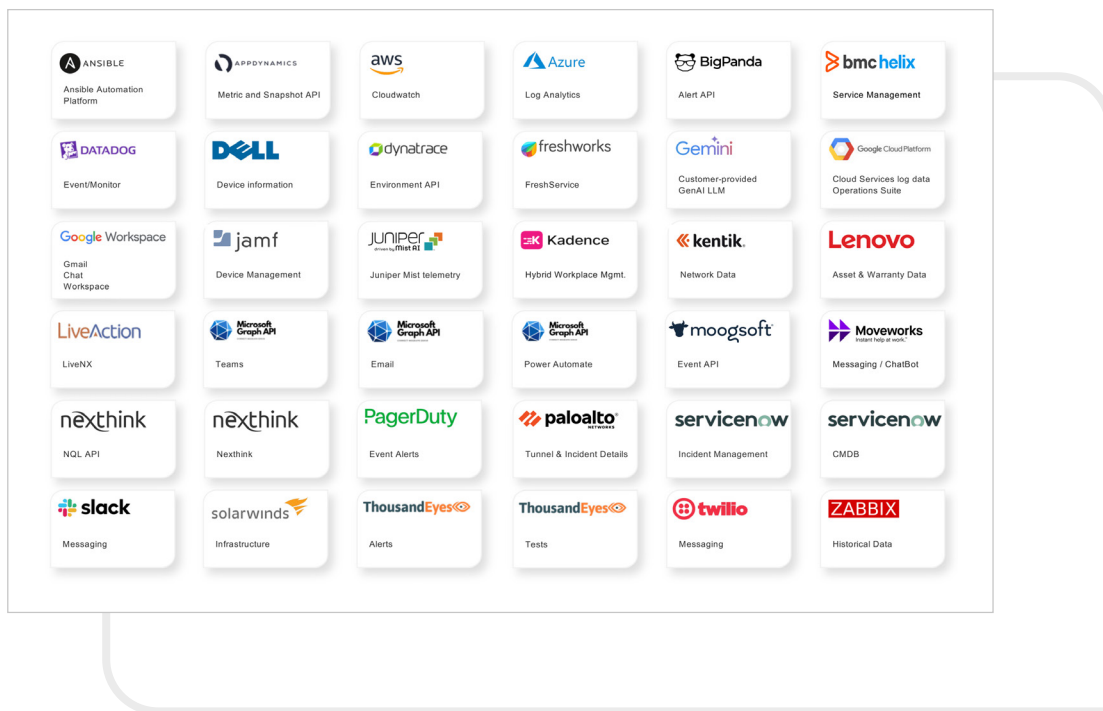 ANSIBLE
Ansible Automation
Platform
APPDYNAMICS
Metric and Snapshot API
aws
Cloudwatch
Azure
Log Analytics
BigPanda
Alert API
bmc helix
Service Management
DATADOG
Event/Monitor
DELL
Device information
dynatrace
Environment API
freshworks
FreshService
Gemini
Customer-provided
GenAI LLM
Google Cloud Platform
Cloud Services log data
Operations Suite
Google Workspace
Gmail
Chat
Workspace
jamf
Device Management
JUNIPer
driven by Mist AI
Juniper Mist telemetry
Kadence
Hybrid Workplace Mgmt.
kentik.
Network Data
Lenovo
Asset & Warranty Data
LiveAction
LiveNX
Microsoft
Graph API
Teams
Microsoft
Graph API
Email
Microsoft
Graph API
Power Automate
moogsoft
Event API
Moveworks
Instant help at work.™
Messaging / ChatBot
nexthink
NQL API
nexthink
Nexthink
PagerDuty
Event Alerts
paloalto®
NETWORKS
Tunnel & Incident Details
servicenow
Incident Management
servicenow
CMDB
slack
Messaging
solarwinds
Infrastructure
ThousandEyes
Alerts
ThousandEyes
Tests
twilio
Messaging
ZABBIX
Historical Data